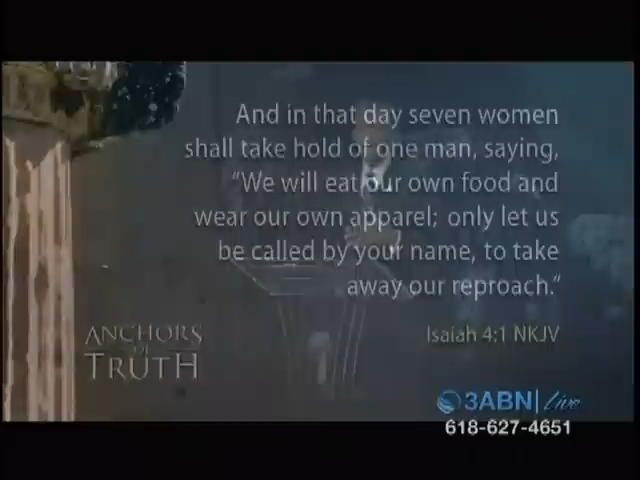 And in that day seven women
shall take hold of one man, saying,
“We will eat our own food and
wear our own apparel; only let us
be called by your name, to take
away our reproach.”
Isaiah 4:1 NKJV
ANCHORS
OF
TRUTH
3ABN Live
618-627-4651